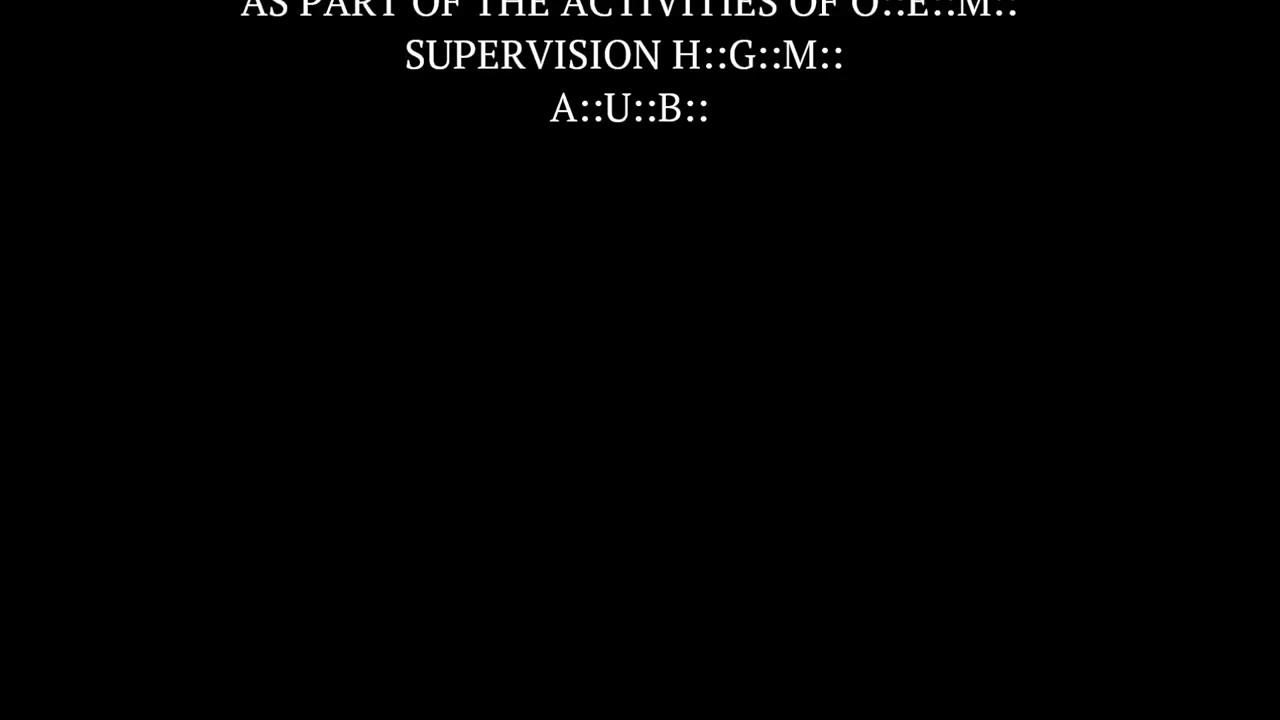 AS PART OF THE ACTIVITIES OF O::E::M::
SUPERVISION H::G::M::
A::U::B::